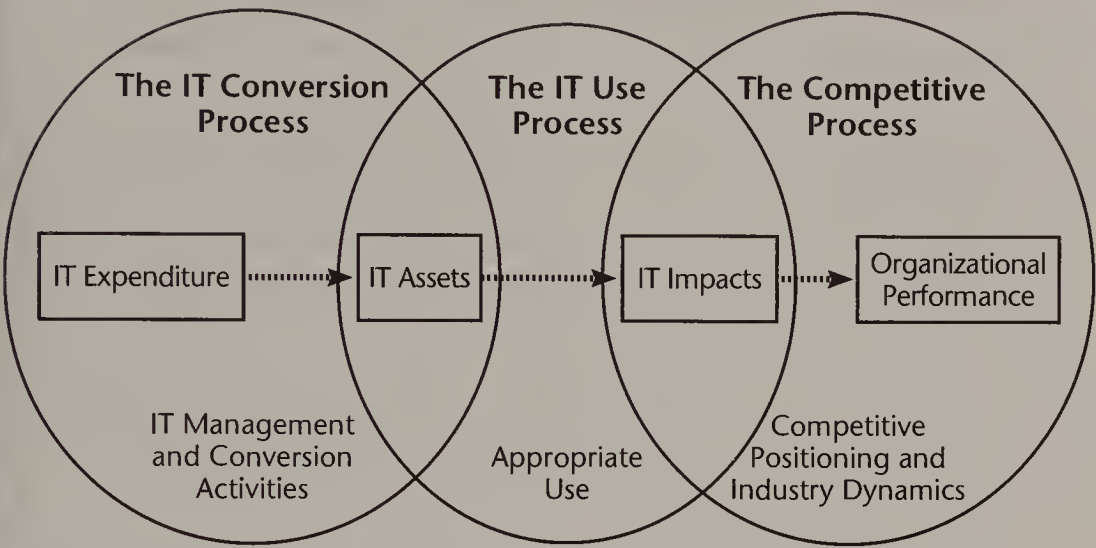 The IT Conversion
Process
The IT Use
Process
The Competitive
Process
IT Expenditure
IT Assets
IT Impacts
Organizational
Performance
IT Management
and Conversion
Activities
Appropriate
Use
Competitive
Positioning and
Industry Dynamics